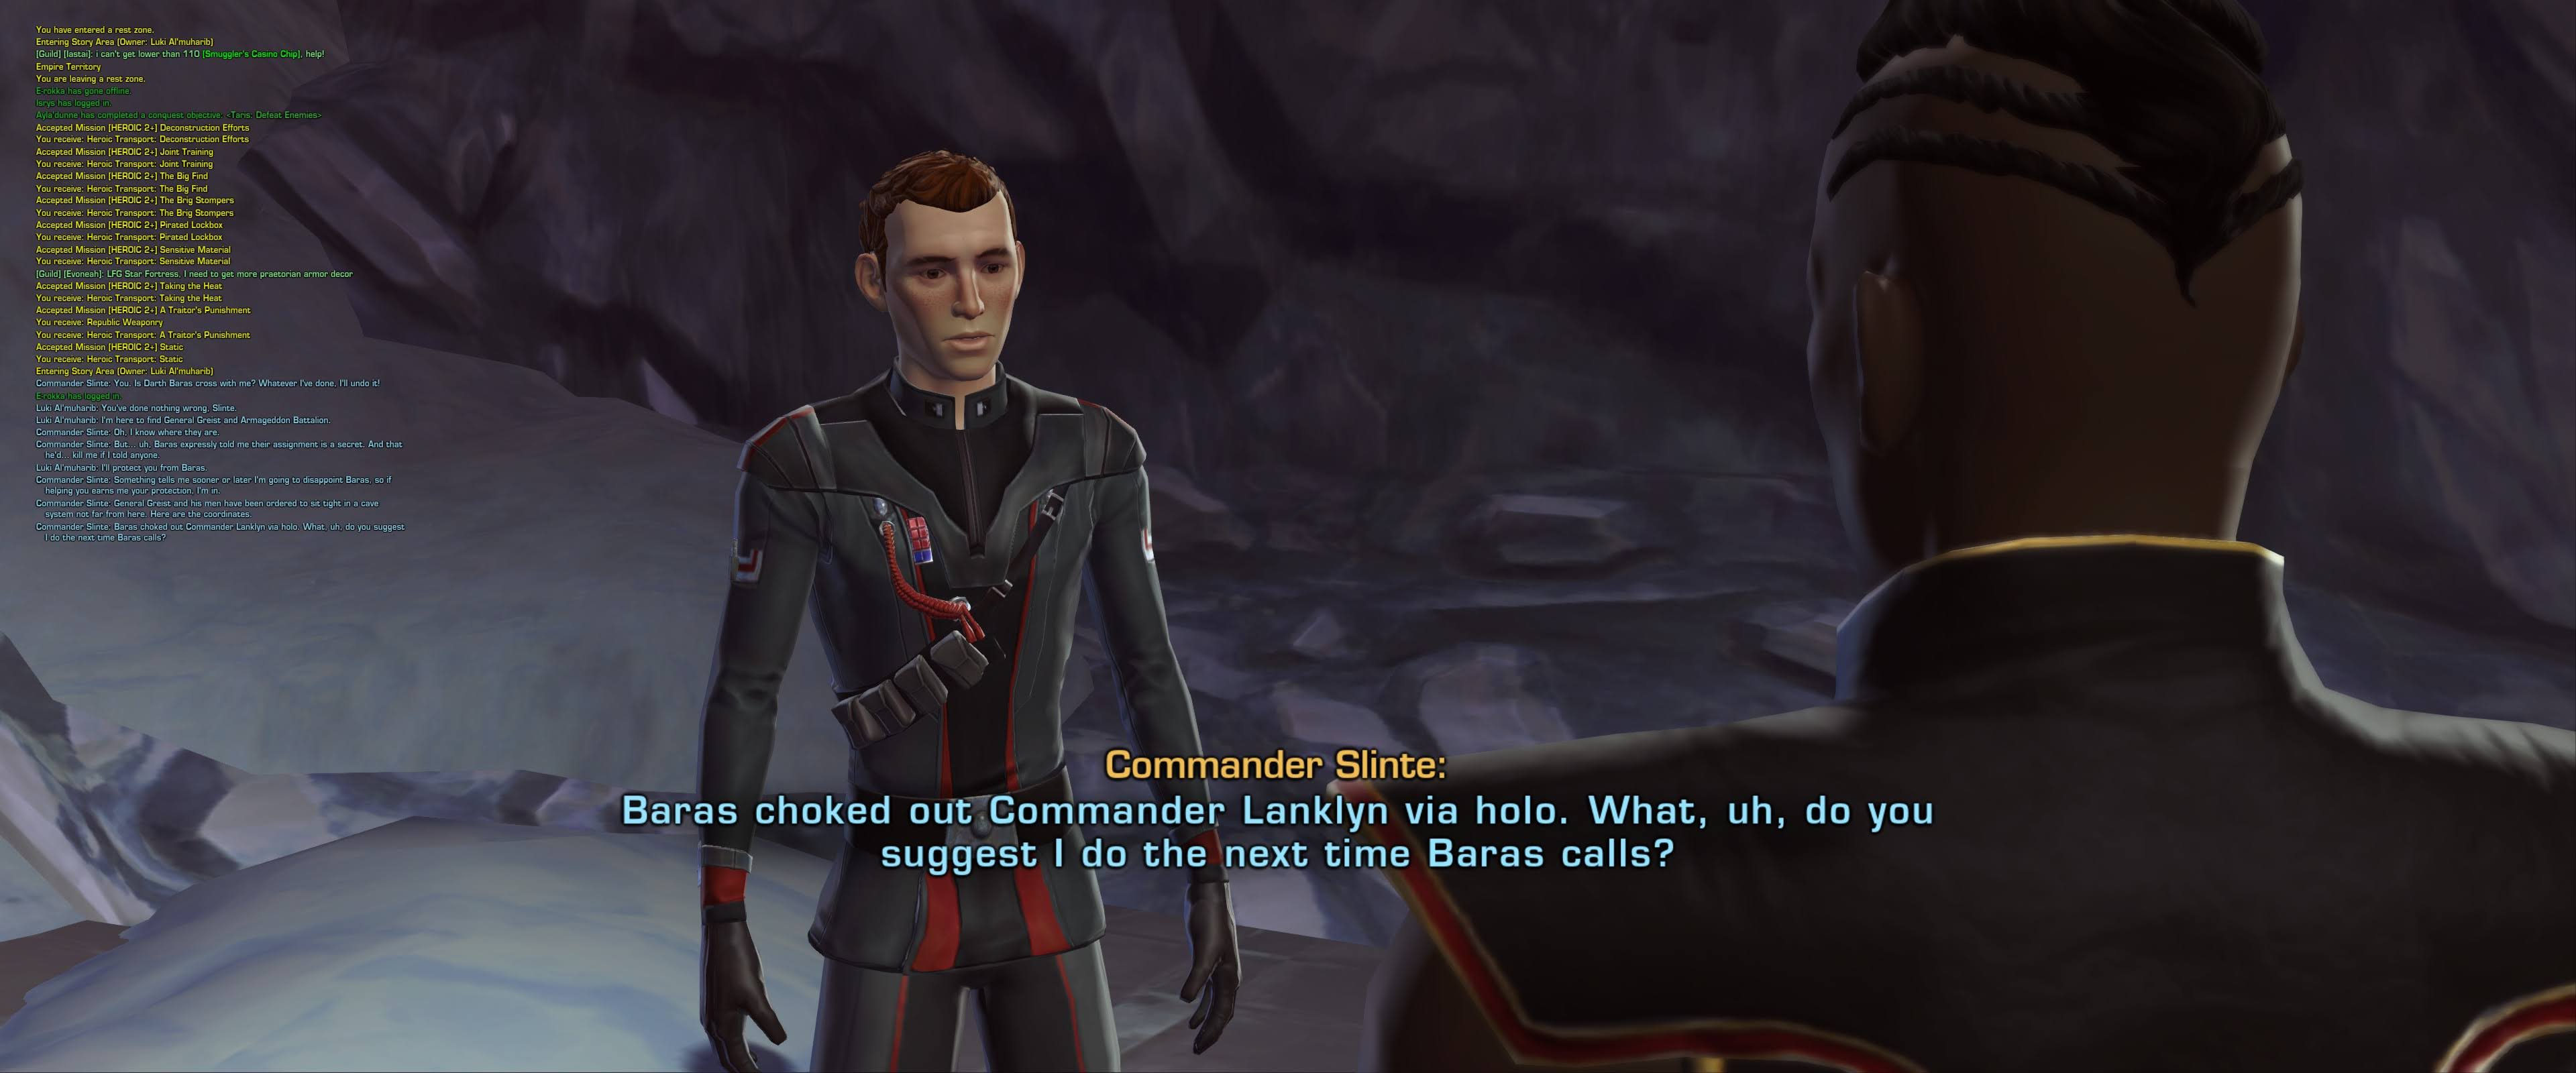 You have entered a rest zone.
Entering Story Area (Owner: Luki Al'muharib)
[Guild] [Iastai]: i can't get lower than 110 [Smuggler's Casino Chip], help!
Empire Territory
You are leaving a rest zone.
E-rokka has gone offline.
Isrys has logged in.
Ayla'dunne has completed a conquest objective: <Taris: Defeat Enemies>
Accepted Mission [HEROIC 2+] Deconstruction Efforts
You receive: Heroic Transport: Deconstruction Efforts
Accepted Mission [HEROIC 2+] Joint Training
You receive: Heroic Transport: Joint Training
Accepted Mission [HEROIC 2+] The Big Find
You receive: Heroic Transport: The Big Find
Accepted Mission [HEROIC 2+] The Brig Stompers
You receive: Heroic Transport: The Brig Stompers
Accepted Mission [HEROIC 2+] Pirated Lockbox
You receive: Heroic Transport: Pirated Lockbox
Accepted Mission [HEROIC 2+] Sensitive Material
You receive: Heroic Transport: Sensitive Material
[Guild] [Evoneah]: LFG Star Fortress, I need to get more praetorian armor decor
Accepted Mission [HEROIC 2+] Taking the Heat
You receive: Heroic Transport: Taking the Heat
Accepted Mission [HEROIC 2+] A Traitor's Punishment
You receive: Republic Weaponry
You receive: Heroic Transport: A Traitor's Punishment
Accepted Mission [HEROIC 2+] Static
You receive: Heroic Transport: Static
Entering Story Area (Owner: Luki Al'muharib)
Commander Slinte: You. Is Darth Baras cross with me? Whatever I've done, I'll undo it!
E-rokka has logged in.
Luki Al'muharib: You've done nothing wrong, Slinte.
Luki Al'muharib: I'm here to find General Greist and Armageddon Battalion.
Commander Slinte: Oh, I know where they are.
Commander Slinte: But... uh, Baras expressly told me their assignment is a secret. And that
he'd... kill me if I told anyone.
Luki Al'muharib: I'll protect you from Baras.
Commander Slinte: Something tells me sooner or later I'm going to disappoint Baras, so if
helping you earns me your protection, I'm in.
Commander Slinte: General Greist and his men have been ordered to sit tight in a cave
system not far from here. Here are the coordinates.
Commander Slinte: Baras choked out Commander Lanklyn via holo. What, uh, do you suggest
I do the next time Baras calls?
Commander Slinte:
Baras choked out Commander Lanklyn via holo. What, uh, do you
suggest I do the next time Baras calls?